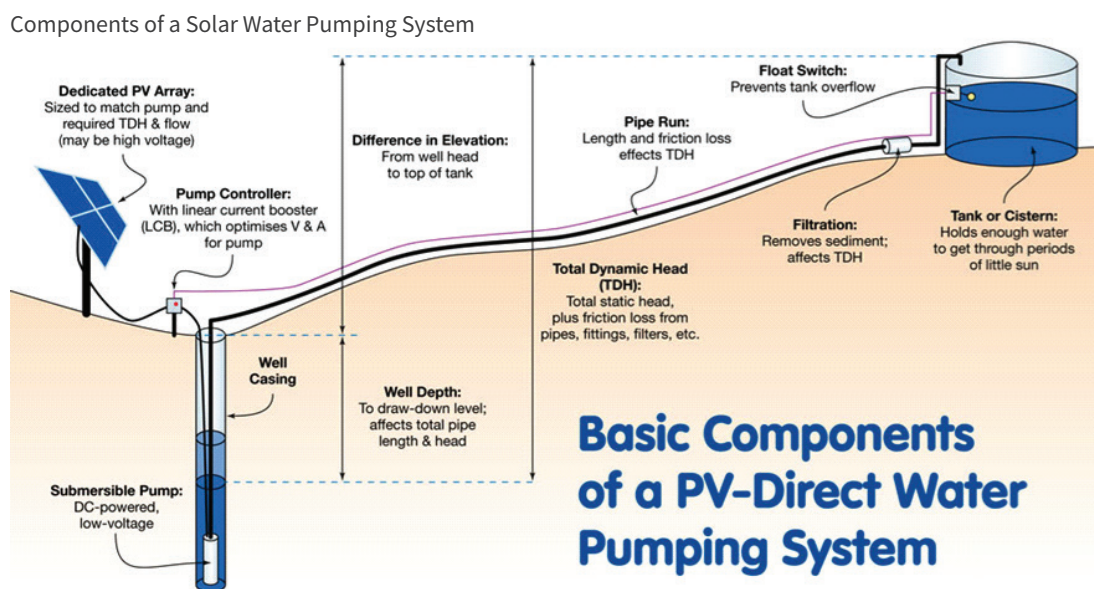 Components of a Solar Water Pumping System
Dedicated PV Array:
Sized to match pump and
required TDH & flow
(may be high voltage)
Pump Controller:
With linear current booster
(LCB), which optimises V & A
for pump
Difference in Elevation:
From well head
to top of tank
Pipe Run:
Length and friction loss
effects TDH
Float Switch:
Prevents tank overflow
Filtration:
Removes sediment;
affects TDH
Tank or Cistern:
Holds enough water
to get through periods
of little sun
Total Dynamic Head
(TDH):
Total static head,
plus friction loss from
pipes, fittings, filters, etc.
Well
Casing
Well Depth:
To draw-down level;
affects total pipe
length & head
Submersible Pump:
DC-powered,
low-voltage
Basic Components
of a PV-Direct Water
Pumping System